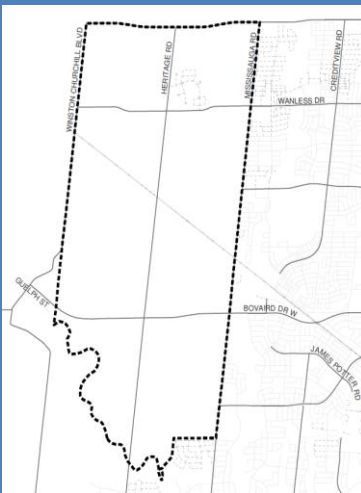 WINSTON CHURCHILL BLVD
HERITAGE RD
MISSISSAUGA RD
CREDITVIEW RD
WANLESS DR
GUELPH ST
BOVAIRD DR W
JAMES POTTER RD